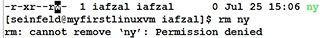 -r-xr--rw- 1 iafzal iafzal    0 Jul 25 15:06 ny
[seinfeld@myfirstlinuxvm iafzal]$ rm ny
rm: cannot remove ‘ny’: Permission denied